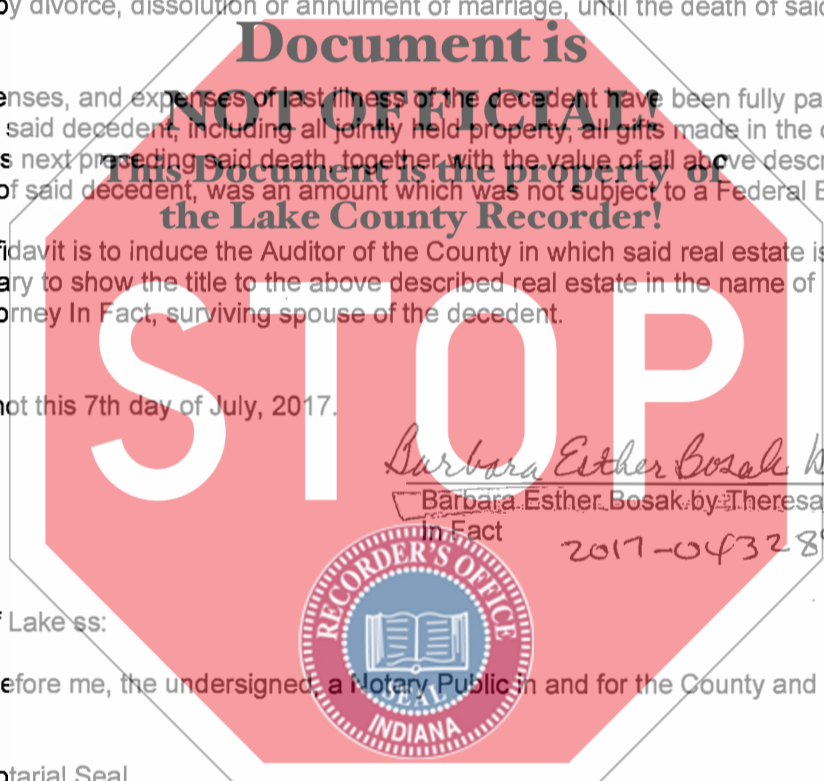 by divorce, dissolution or annulment of marriage, until the death of said
Document is
enses, and expenses of last illness of the decedent have been fully pa
NOT OFFICIAL!
said decedent, including all jointly held property, all gifts made in the
s next preceding said death, together with the value of all above descr
This Document is the property of
of said decedent, was an amount which was not subject to a Federal E
the Lake County Recorder!
fidavit is to induce the Auditor of the County in which said real estate is
ary to show the title to the above described real estate in the name of
orney In Fact, surviving spouse of the decedent.
STOP
not this 7th day of July, 2017.
Barbara Esther Bosak
Barbara Esther Bosak by Theresa
In Fact
2017-04328
RECORDER'S OFFICE
Lake ss:
efore me, the undersigned, a Notary Public in and for the County and
SEAL
INDIANA
otarial Seal